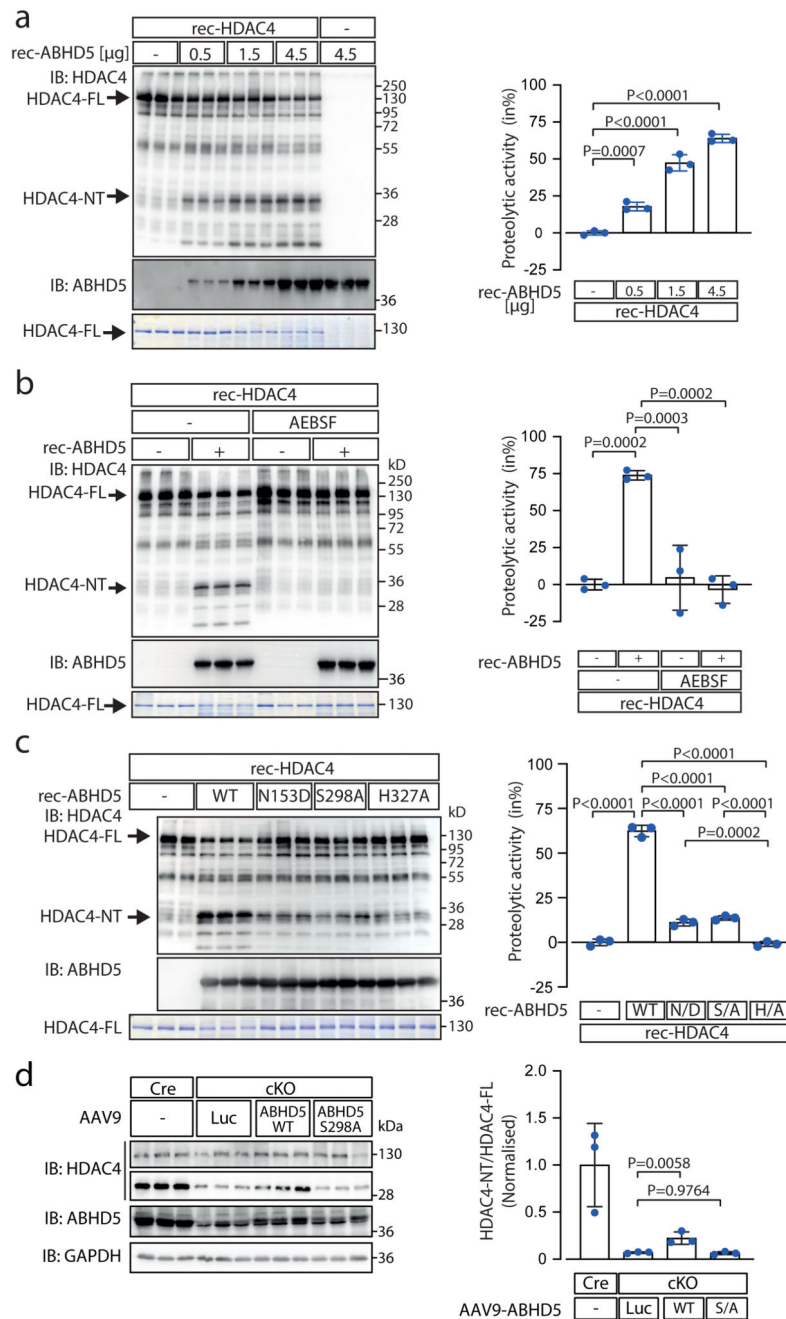 a
rec-HDAC4 -
rec-ABHD5 [µg] - 0.5 1.5 4.5 4.5
IB: HDAC4
HDAC4-FL
250
130
95
72
55
HDAC4-NT
36
28
IB: ABHD5
36
HDAC4-FL
130
Proteolytic activity (in%)
100
75
50
25
0
-25
P<0.0001
P<0.0001
P=0.0007
rec-ABHD5 [µg] - 0.5 1.5 4.5
rec-HDAC4
b
rec-HDAC4
- AEBSF
rec-ABHD5 - + - +
IB: HDAC4
kD
HDAC4-FL
250
130
95
72
55
HDAC4-NT
36
28
IB: ABHD5
36
HDAC4-FL
130
Proteolytic activity (in%)
100
75
50
25
0
-25
P=0.0002
P=0.0003
P=0.0002
rec-ABHD5 - + - +
- AEBSF
rec-HDAC4
c
rec-HDAC4
rec-ABHD5 - WT N153D S298A H327A
IB: HDAC4
kD
HDAC4-FL
130
95
72
55
HDAC4-NT
36
28
IB: ABHD5
36
HDAC4-FL
130
Proteolytic activity (in%)
100
75
50
25
0
-25
P<0.0001
P<0.0001
P<0.0001 P<0.0001 P<0.0001
P=0.0002
rec-ABHD5 - WT N/D S/A H/A
rec-HDAC4
d
Cre cKO
AAV9 - Luc ABHD5 WT ABHD5 S298A
kDa
IB: HDAC4
130
28
IB: ABHD5
36
IB: GAPDH
36
HDAC4-NT/HDAC4-FL
(Normalised)
2.0
1.5
1.0
0.5
0
P=0.0058
P=0.9764
Cre cKO
AAV9-ABHD5 - Luc WT S/A